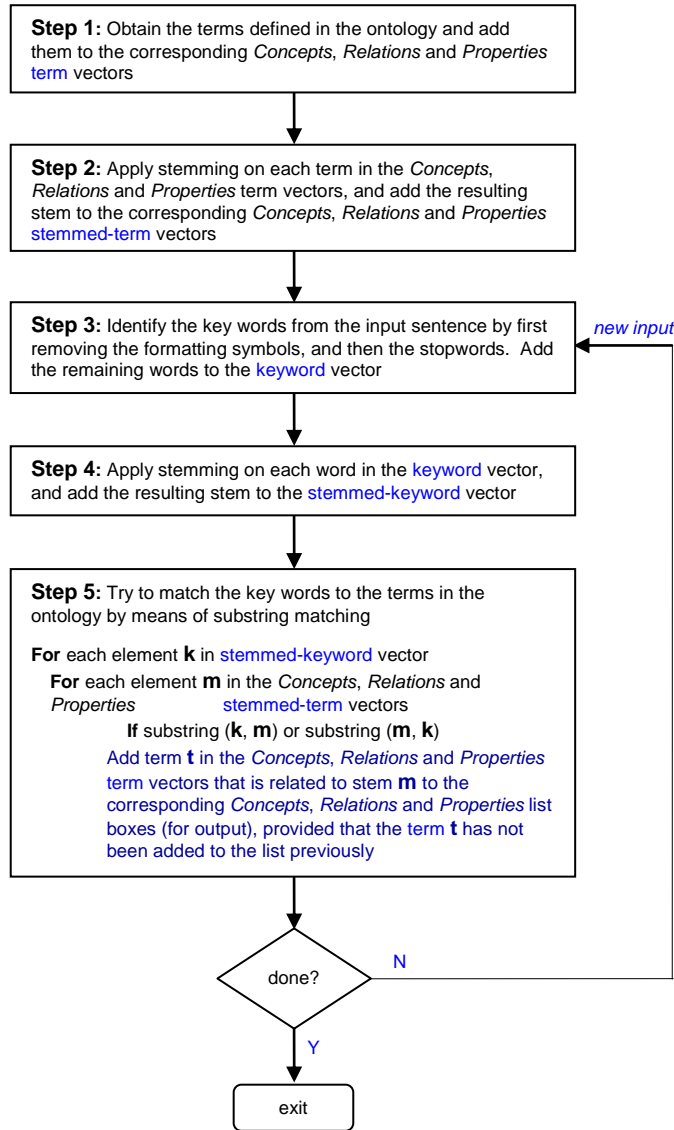 Step 1: Obtain the terms defined in the ontology and add
them to the corresponding Concepts, Relations and Properties
term vectors
Step 2: Apply stemming on each term in the Concepts,
Relations and Properties term vectors, and add the resulting
stem to the corresponding Concepts, Relations and Properties
stemmed-term vectors
Step 3: Identify the key words from the input sentence by first
removing the formatting symbols, and then the stopwords.  Add
the remaining words to the keyword vector
new input
Step 4: Apply stemming on each word in the keyword vector,
and add the resulting stem to the stemmed-keyword vector
Step 5: Try to match the key words to the terms in the
ontology by means of substring matching
For each element k in stemmed-keyword vector
For each element m in the Concepts, Relations and
Properties stemmed-term vectors
If substring (k, m) or substring (m, k)
Add term t in the Concepts, Relations and Properties
term vectors that is related to stem m to the
corresponding Concepts, Relations and Properties list
boxes (for output), provided that the term t has not
been added to the list previously
done?
N
Y
exit